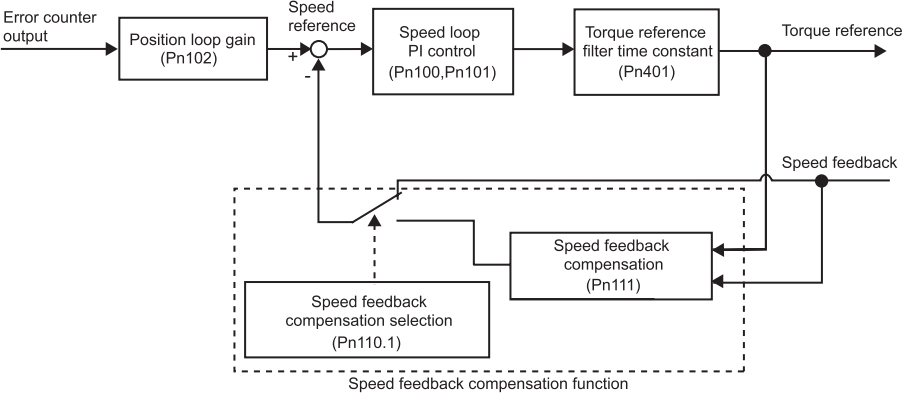 Error counter
output
Position loop gain
(Pn102)
Speed
reference
+
-
Speed loop
PI control
(Pn100,Pn101)
Torque reference
filter time constant
(Pn401)
Torque reference
Speed feedback
Speed feedback
compensation
(Pn111)
Speed feedback
compensation selection
(Pn110.1)
Speed feedback compensation function